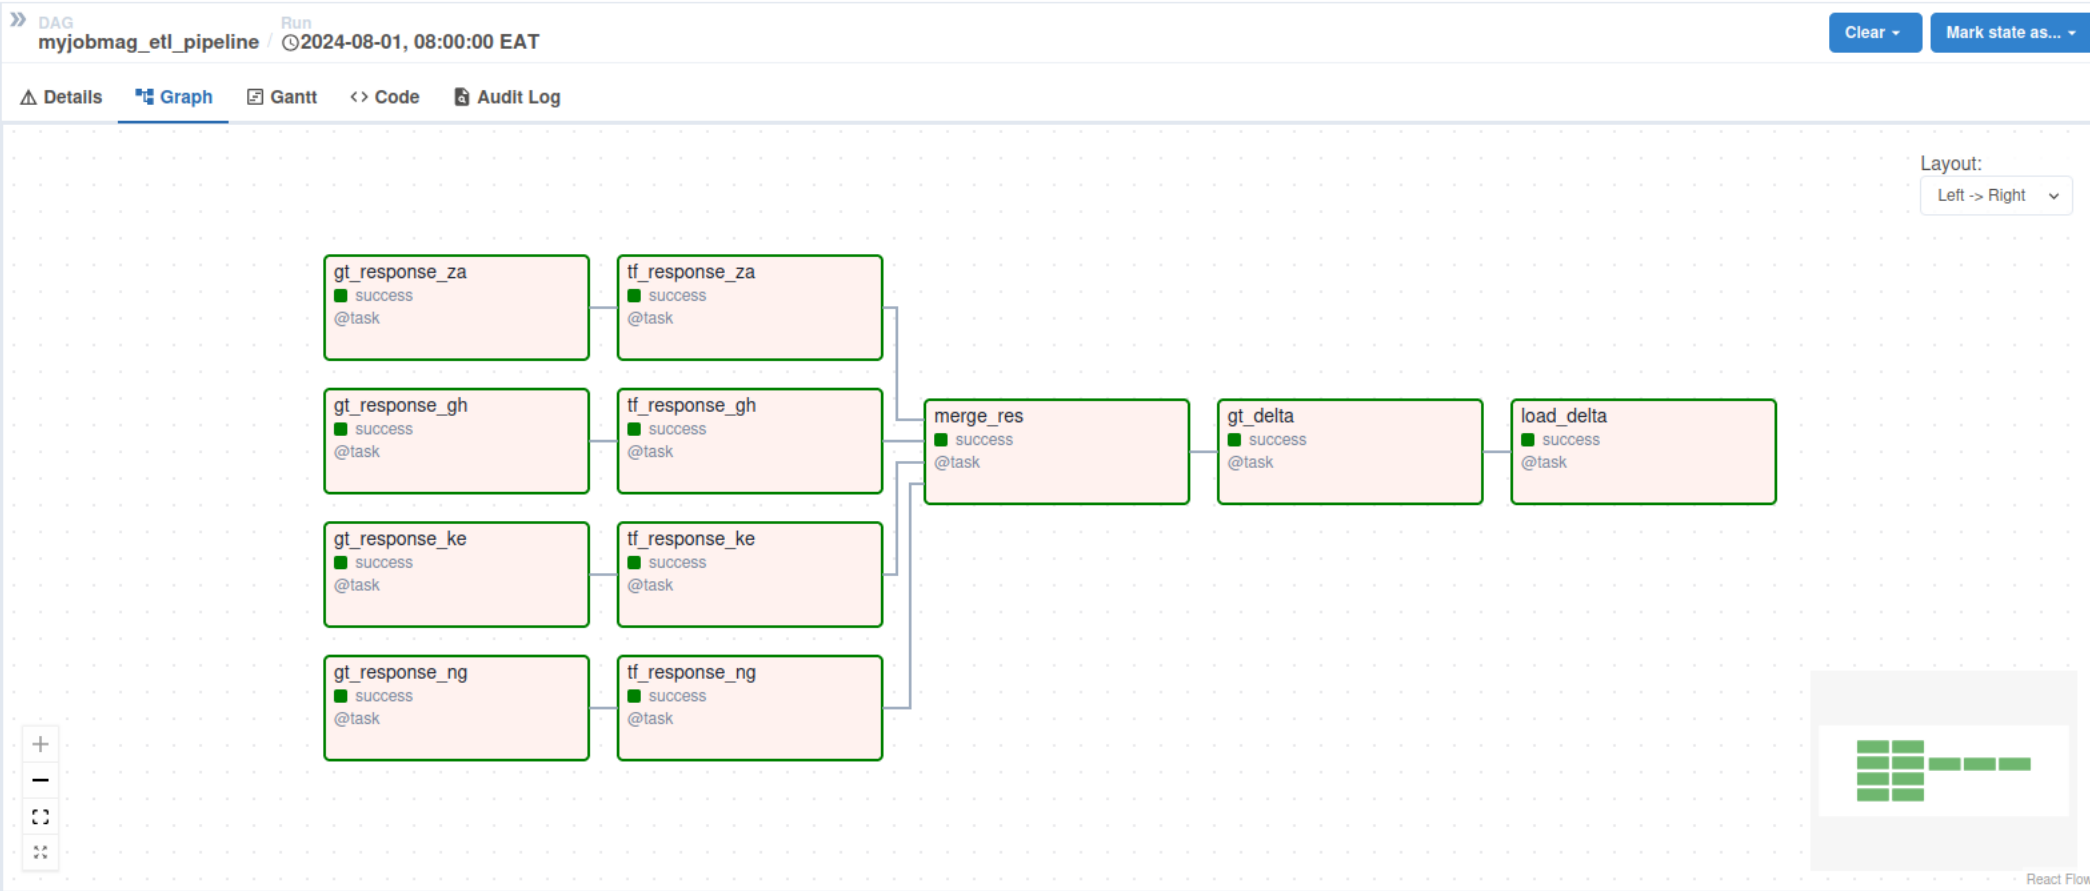 DAG
Run
myjobmag_etl_pipeline / 2024-08-01, 08:00:00 EAT
Clear
Mark state as...
Details
Graph
Gantt
Code
Audit Log
Layout:
Left -> Right
gt_response_za
success
@task
tf_response_za
success
@task
gt_response_gh
success
@task
tf_response_gh
success
@task
merge_res
success
@task
gt_delta
success
@task
load_delta
success
@task
gt_response_ke
success
@task
tf_response_ke
success
@task
gt_response_ng
success
@task
tf_response_ng
success
@task
React Flow